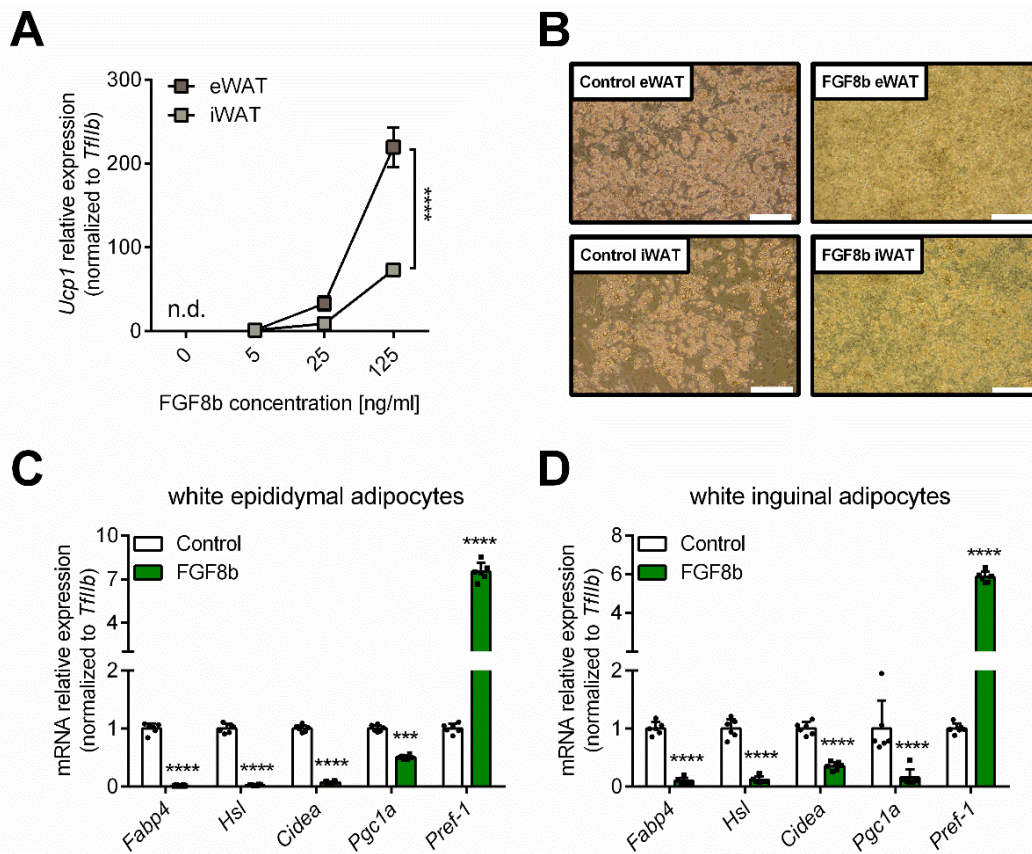 A
300
200
100
0
Ucp1 relative expression
(normalized to TfIIb)
eWAT
iWAT
n.d.
****
0
5
25
125
FGF8b concentration [ng/ml]
B
Control eWAT
FGF8b eWAT
Control iWAT
FGF8b iWAT
C
white epididymal adipocytes
mRNA relative expression
(normalized to TfIIb)
10
7
4
2
1
0
Control
FGF8b
****
****
****
***
****
Fabp4
Hsl
Cidea
Pgc1a
Pref-1
D
white inguinal adipocytes
mRNA relative expression
(normalized to TfIIb)
8
6
4
2
1
0
Control
FGF8b
****
****
****
****
****
Fabp4
Hsl
Cidea
Pgc1a
Pref-1